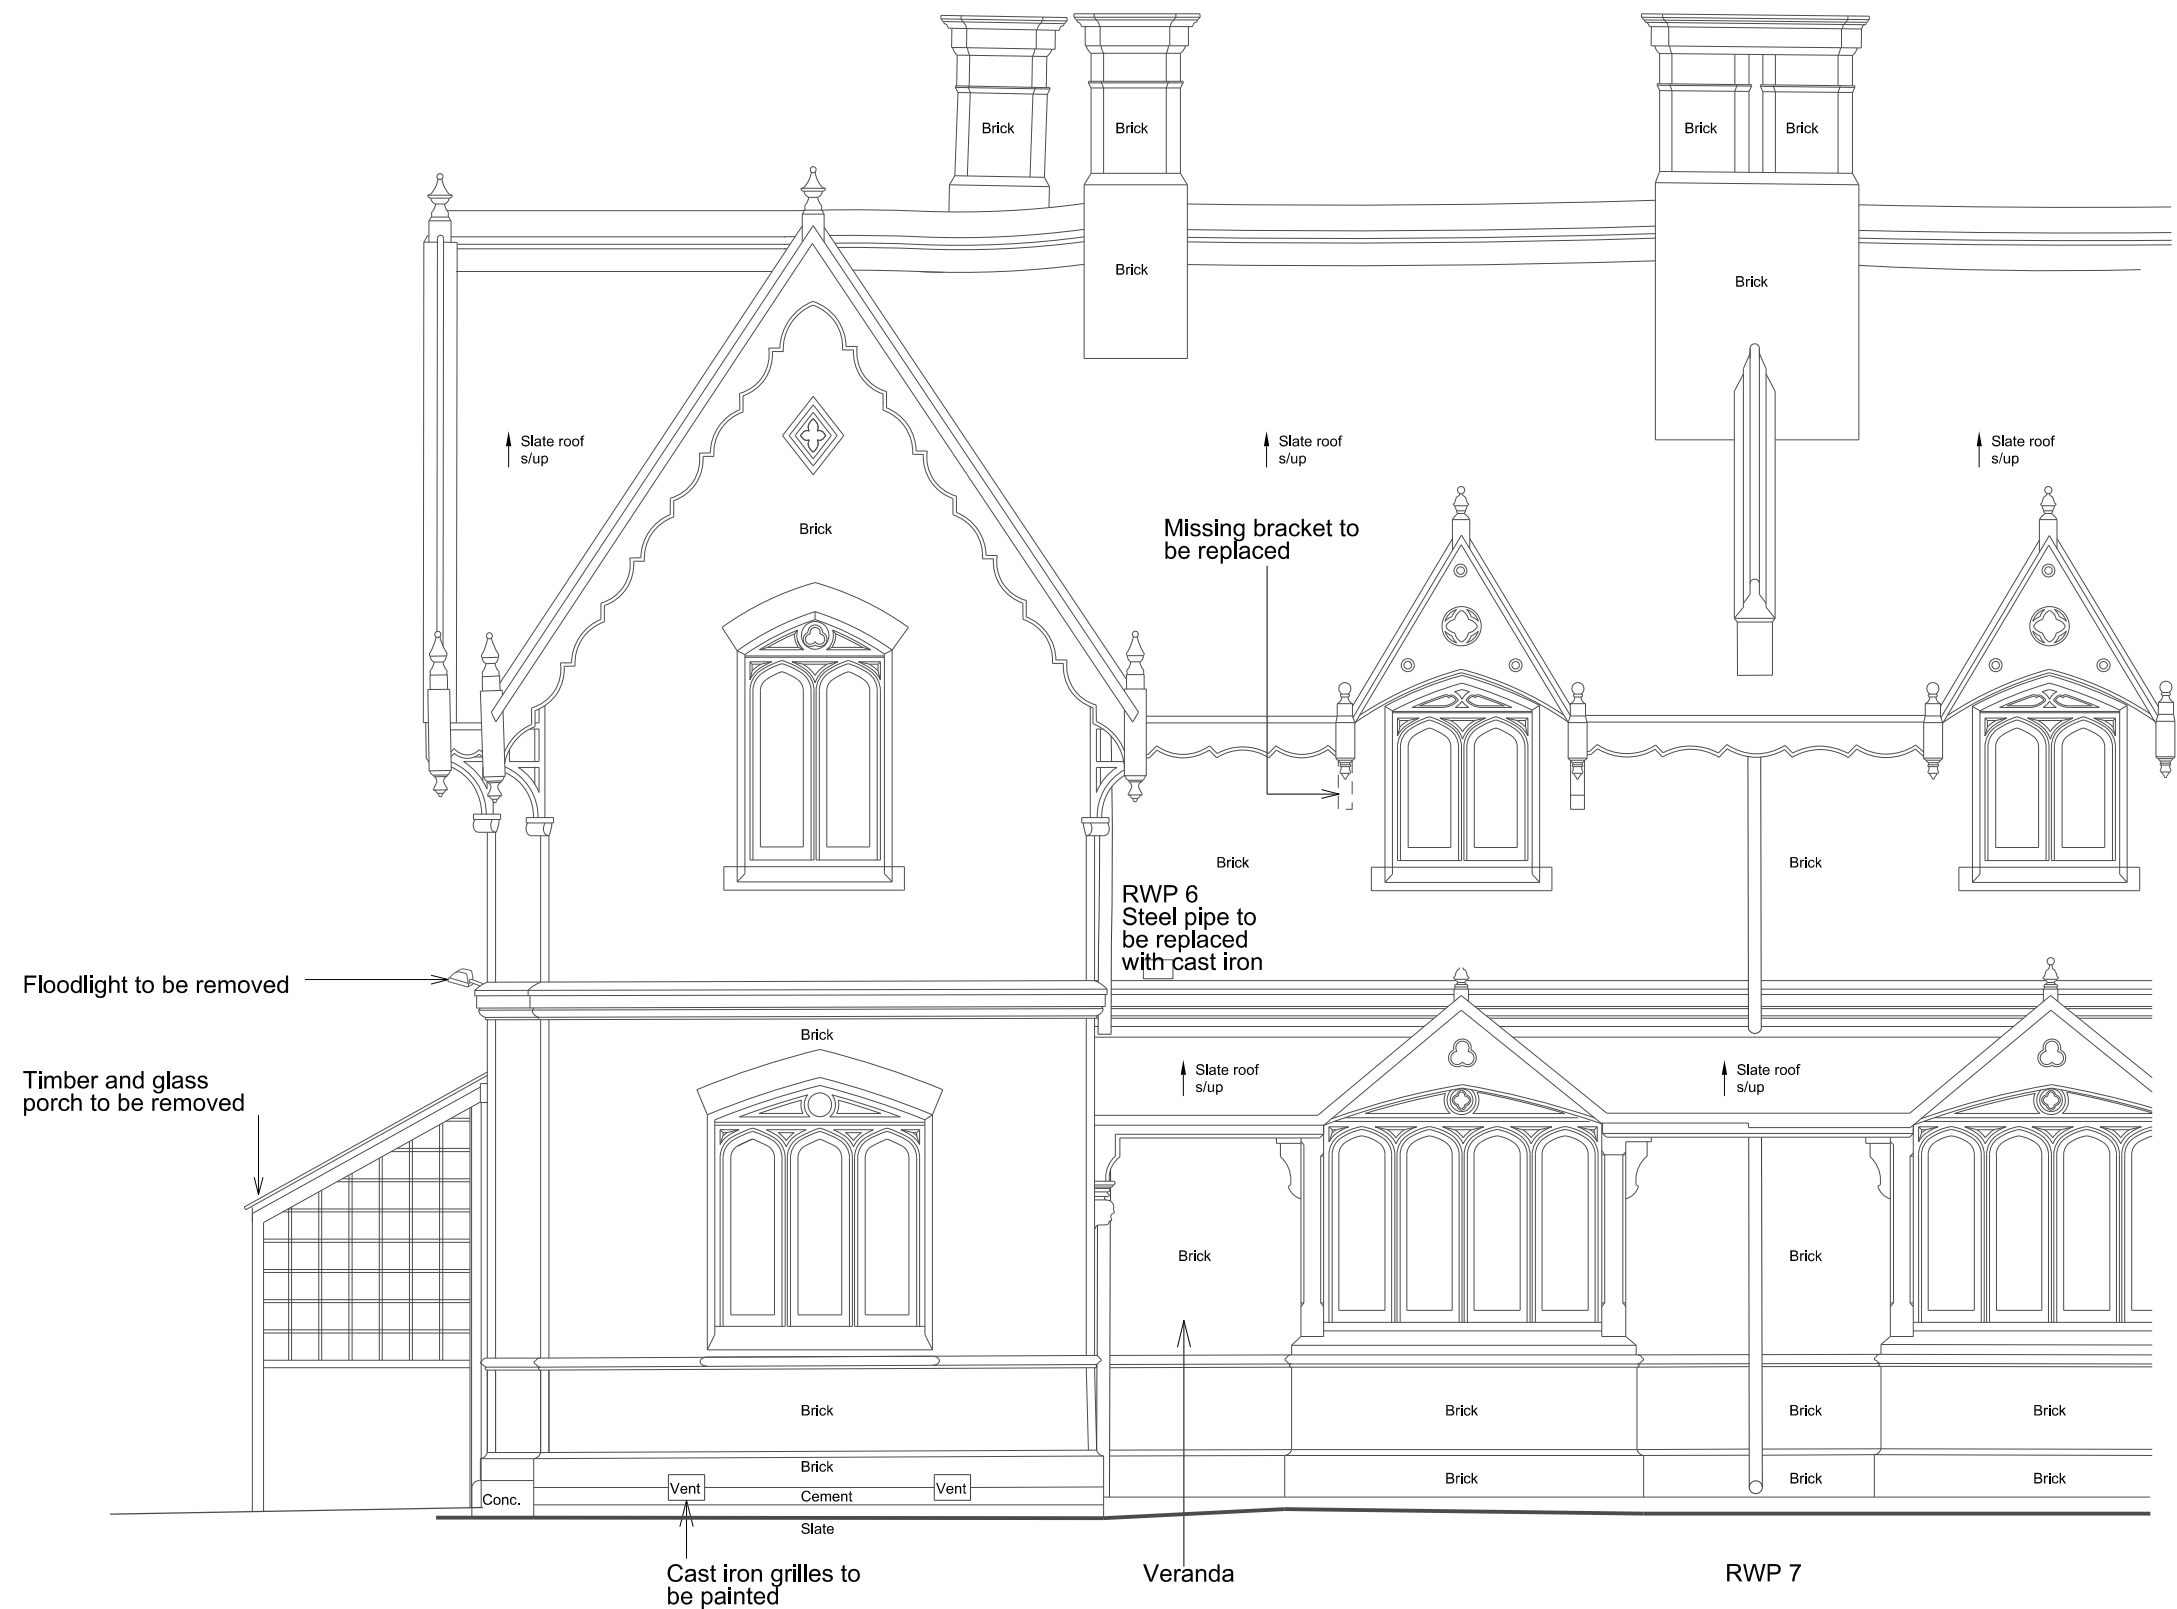 Brick
Brick
Brick
Brick
Brick
Brick
Slate roof
s/up
Slate roof
s/up
Slate roof
s/up
Brick
Missing bracket to
be replaced
Brick
Brick
RWP 6
Steel pipe to
be replaced
with cast iron
Floodlight to be removed
Brick
Timber and glass
porch to be removed
Slate roof
s/up
Slate roof
s/up
Brick
Brick
Brick
Brick
Brick
Brick
Brick
Brick
Brick
Brick
Vent
Vent
Conc.
Cement
Slate
Cast iron grilles to
be painted
Veranda
RWP 7